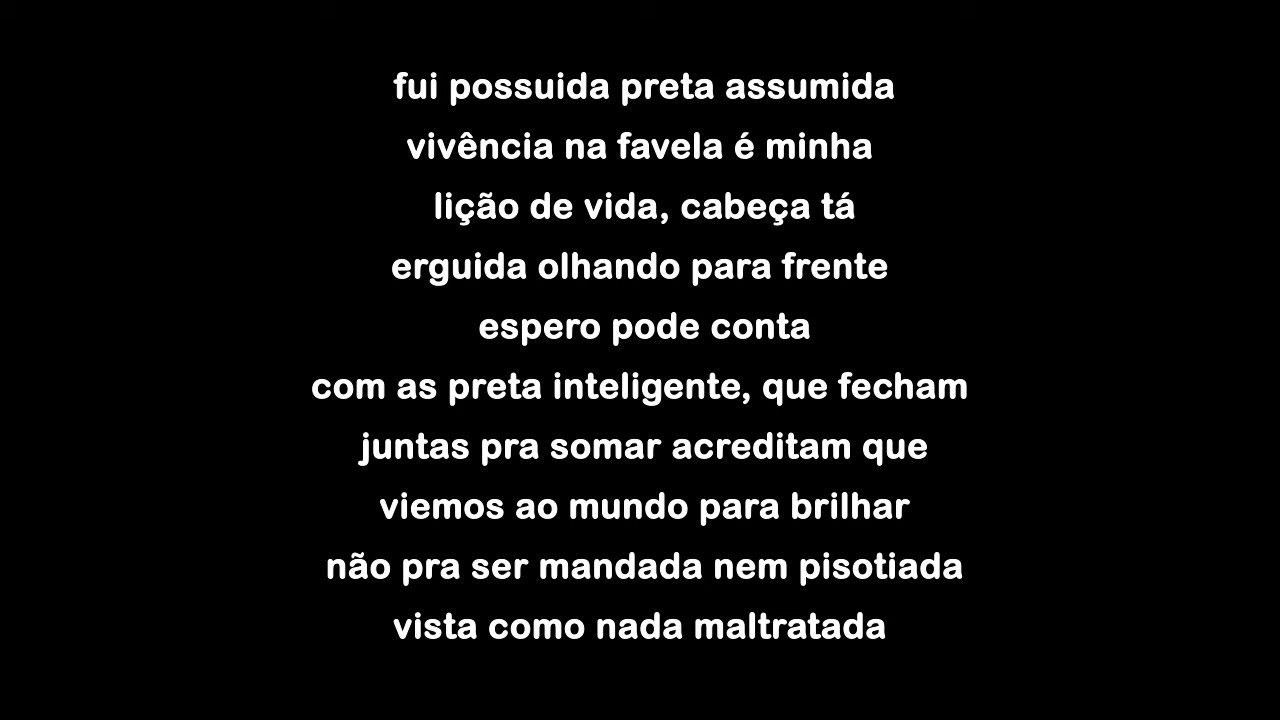 fui possuida preta assumida
vivência na favela é minha
lição de vida, cabeça tá
erguida olhando para frente
espero pode conta
com as preta inteligente, que fecham
juntas pra somar acreditam que
viemos ao mundo para brilhar
não pra ser mandada nem pisotiada
vista como nada maltratada